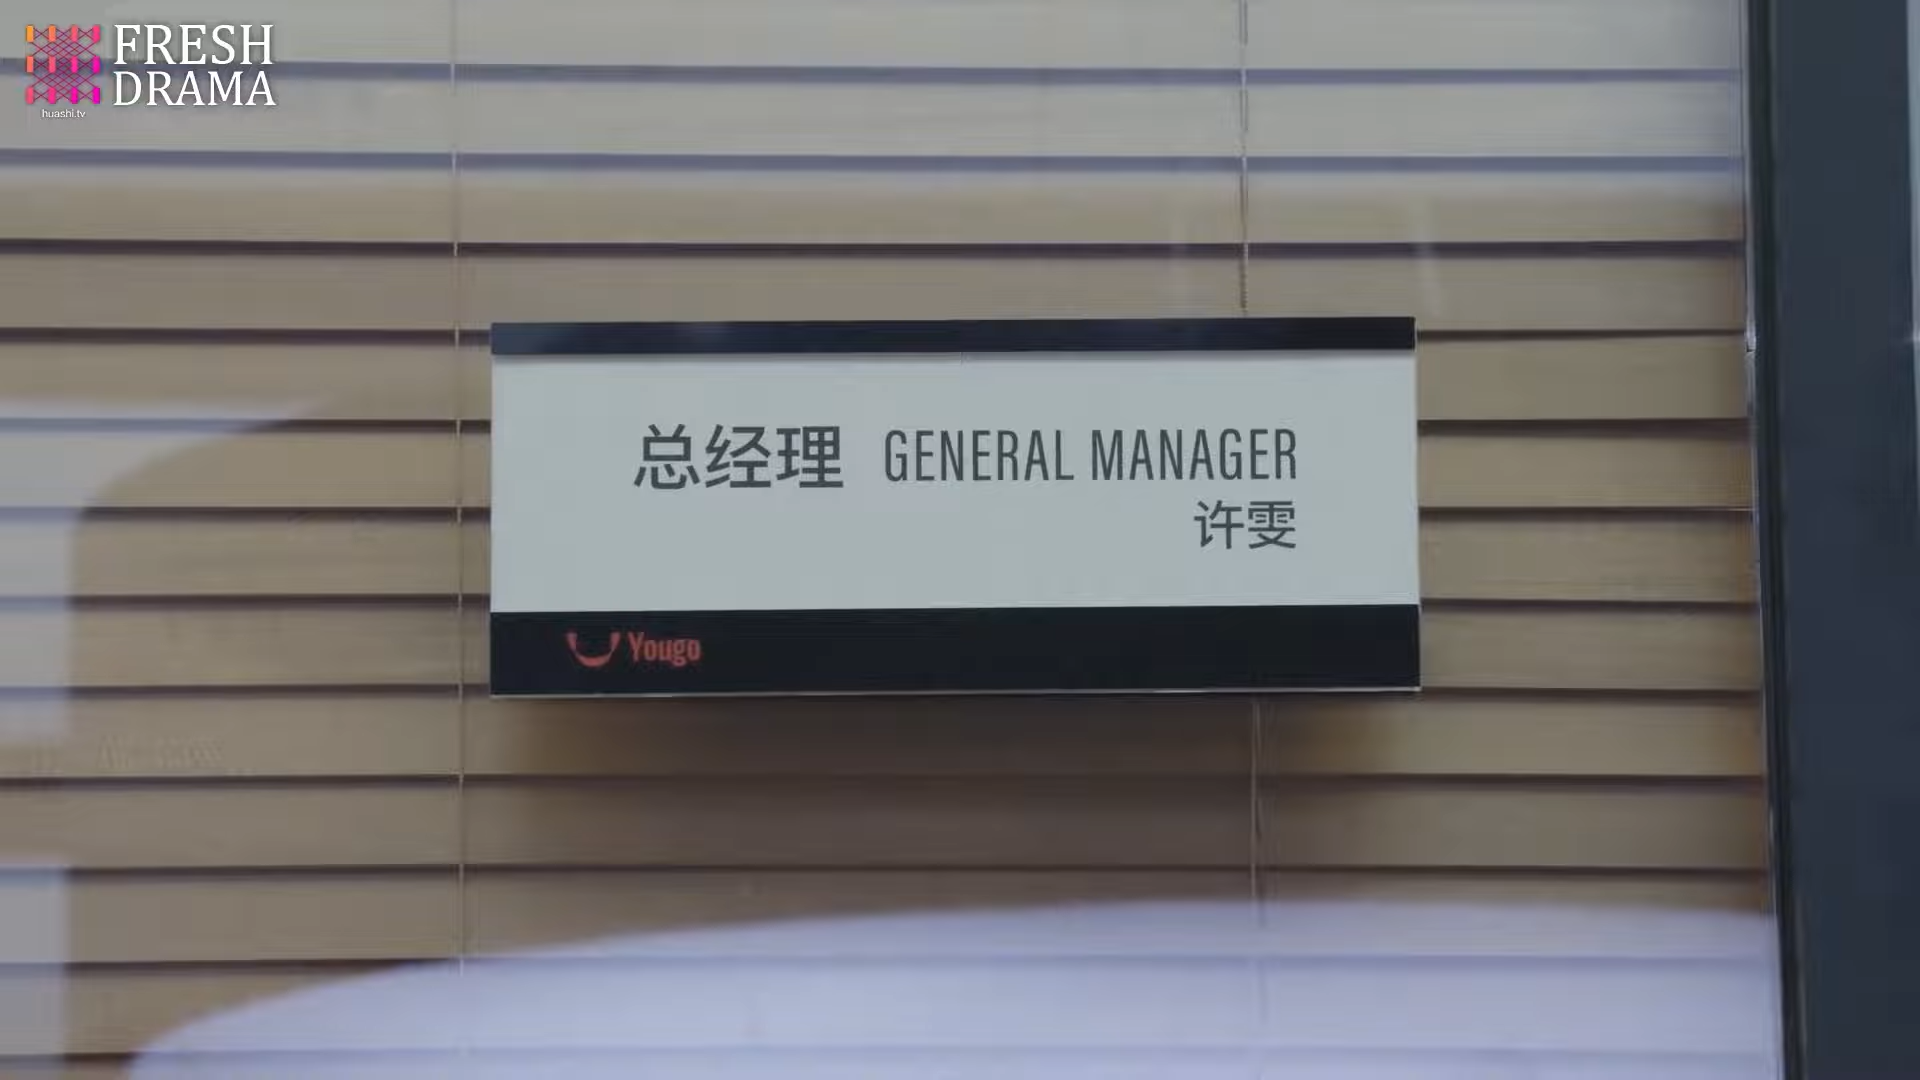 FRESH
DRAMA
huashi.tv
总经理 GENERAL MANAGER
许雯
Yougo